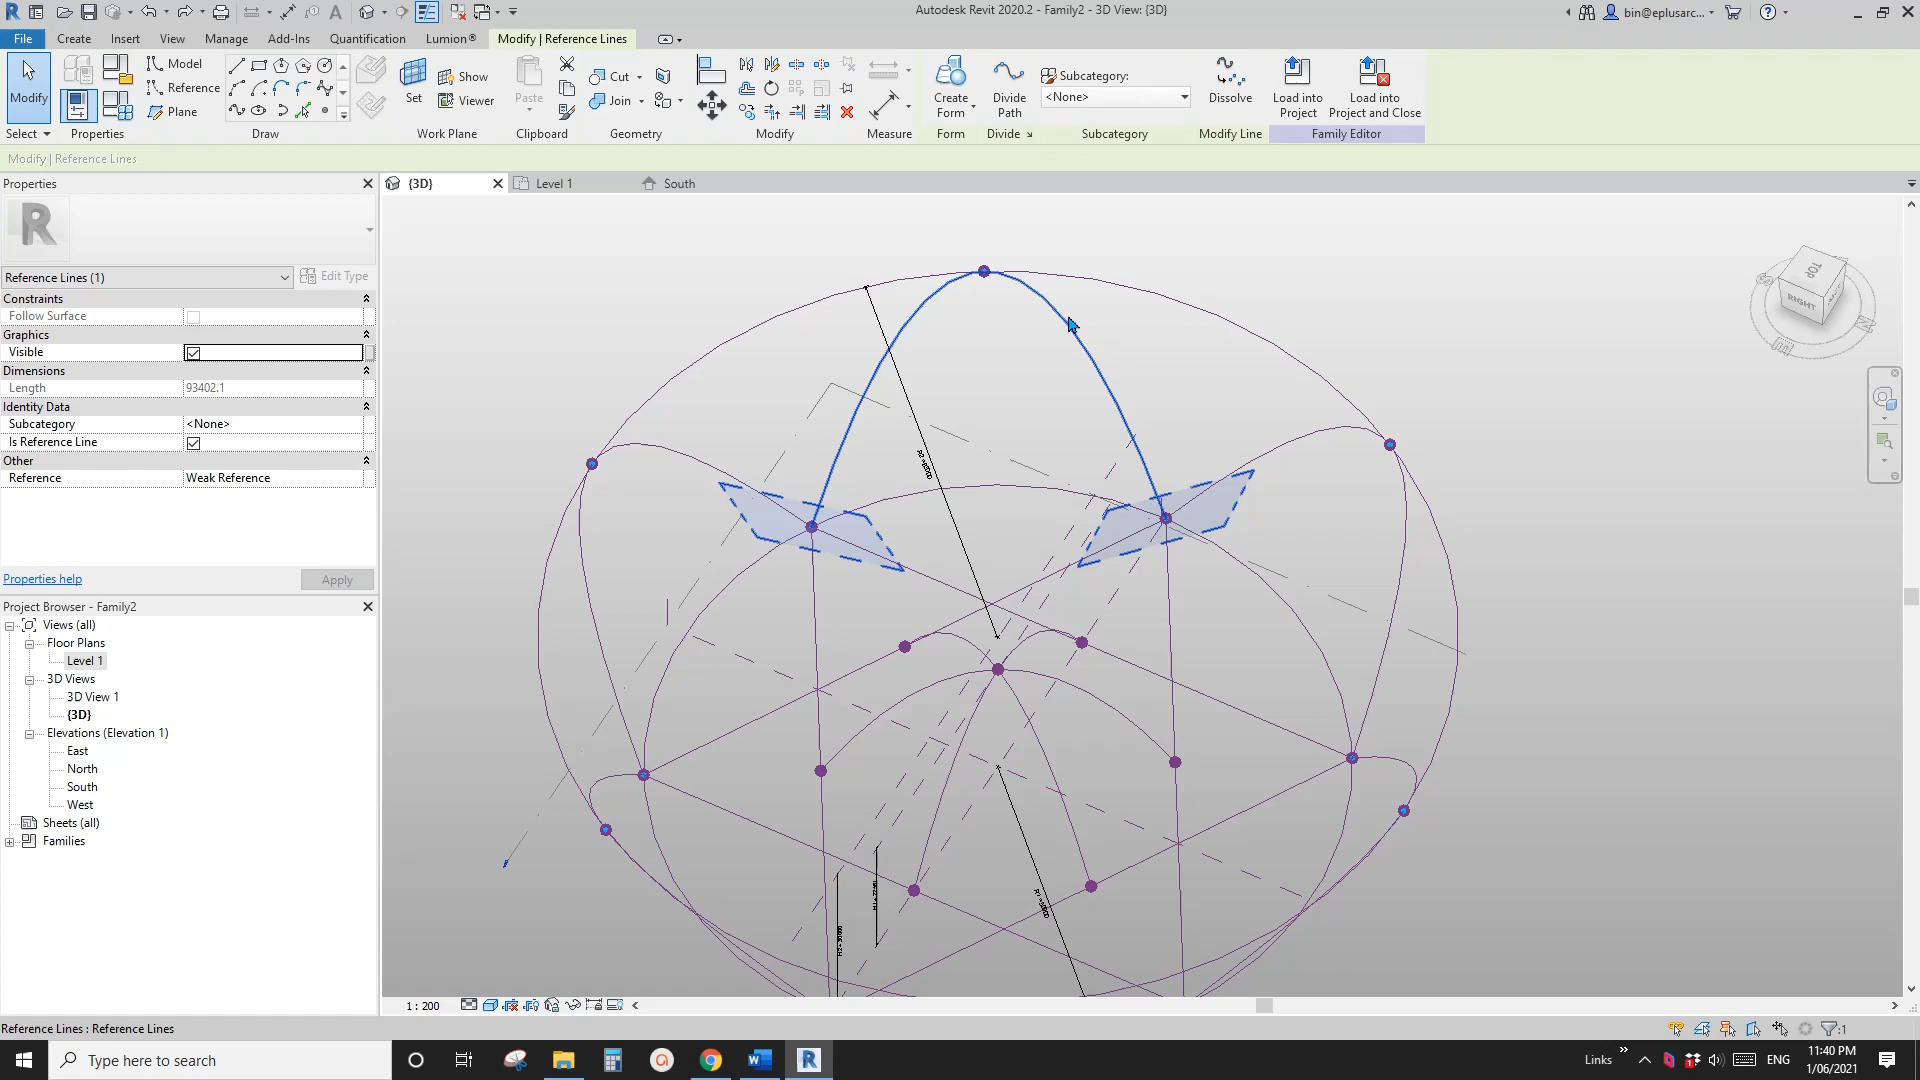 Autodesk Revit 2020.2 - Family2 - 3D View: {3D}
bin@eplusarc...
File Create Insert View Manage Add-Ins Quantification Lumion® Modify | Reference Lines
Modify
Select
Properties
Model
Reference
Plane
Draw
Set
Show
Viewer
Work Plane
Paste
Clipboard
Cut
Join
Geometry
Modify
Measure
Create Form
Form
Divide Path
Divide
Subcategory:
<None>
Subcategory
Dissolve
Modify Line
Load into Project
Load into Project and Close
Family Editor
Modify | Reference Lines
Properties
R
Reference Lines (1) Edit Type
Constraints
Follow Surface
Graphics
Visible
Dimensions
Length 93402.1
Identity Data
Subcategory <None>
Is Reference Line
Other
Reference Weak Reference
Properties help Apply
Project Browser - Family2
Views (all)
Floor Plans
Level 1
3D Views
3D View 1
{3D}
Elevations (Elevation 1)
East
North
South
West
Sheets (all)
Families
{3D} Level 1 South
TOP
RIGHT
1 : 200
Reference Lines : Reference Lines
:1
Type here to search
Links
ENG
11:40 PM
1/06/2021